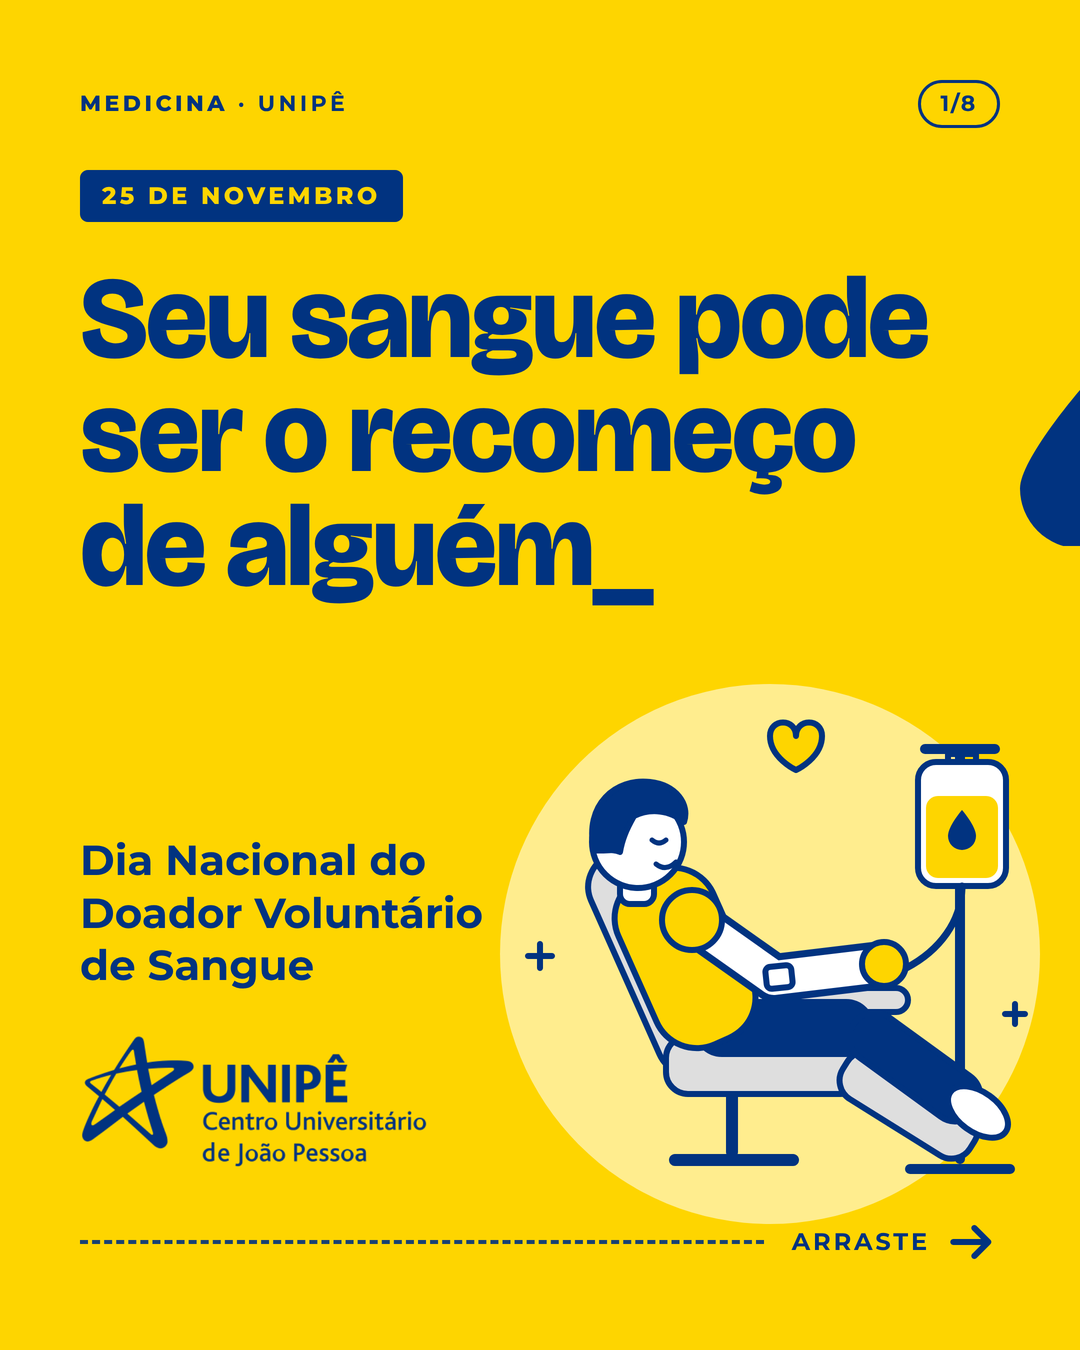 MEDICINA · UNIPÊ
1/8
25 DE NOVEMBRO
Seu sangue pode
ser o recomeço
de alguém_
Dia Nacional do
Doador Voluntário
de Sangue
UNIPÊ
Centro Universitário
de João Pessoa
ARRASTE